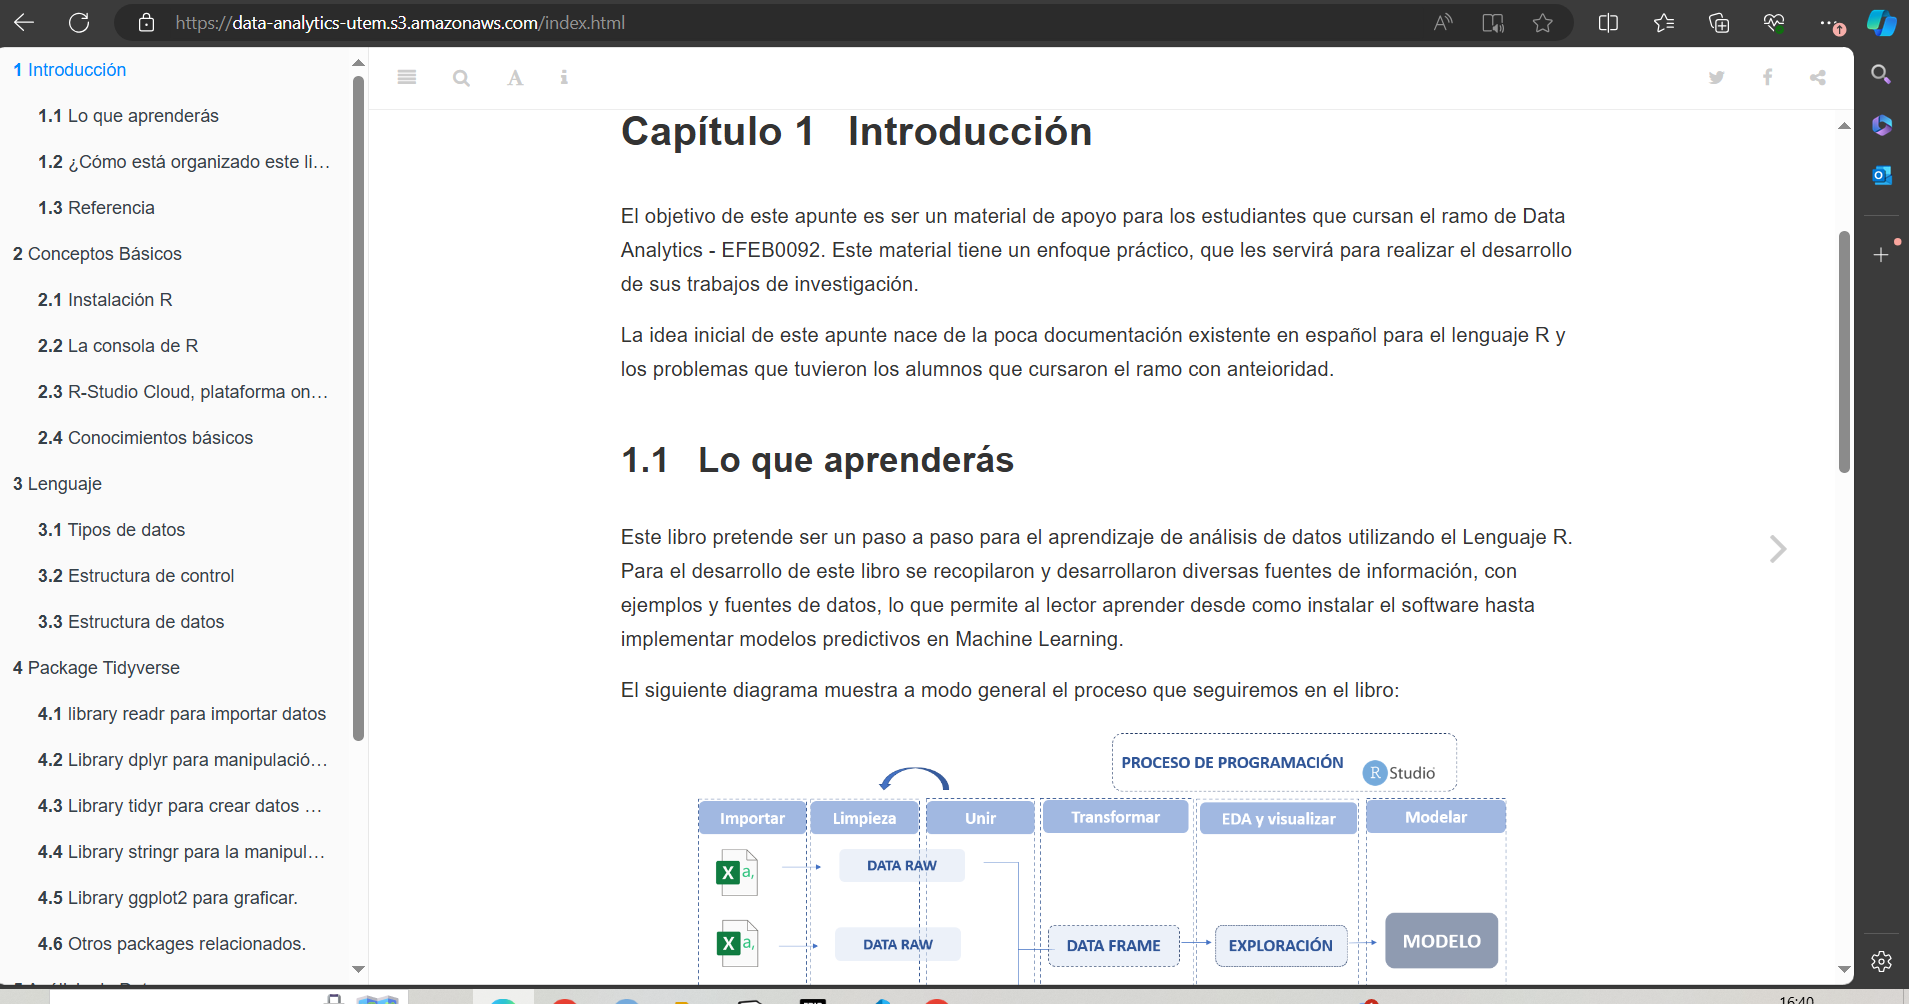 https://data-analytics-utem.s3.amazonaws.com/index.html
1 Introducción
1.1 Lo que aprenderás
1.2 ¿Cómo está organizado este li...
1.3 Referencia
2 Conceptos Básicos
2.1 Instalación R
2.2 La consola de R
2.3 R-Studio Cloud, plataforma on...
2.4 Conocimientos básicos
3 Lenguaje
3.1 Tipos de datos
3.2 Estructura de control
3.3 Estructura de datos
4 Package Tidyverse
4.1 library readr para importar datos
4.2 Library dplyr para manipulació...
4.3 Library tidyr para crear datos ...
4.4 Library stringr para la manipul...
4.5 Library ggplot2 para graficar.
4.6 Otros packages relacionados.
Capítulo 1 Introducción
El objetivo de este apunte es ser un material de apoyo para los estudiantes que cursan el ramo de Data
Analytics - EFEB0092. Este material tiene un enfoque práctico, que les servirá para realizar el desarrollo
de sus trabajos de investigación.
La idea inicial de este apunte nace de la poca documentación existente en español para el lenguaje R y
los problemas que tuvieron los alumnos que cursaron el ramo con anteioridad.
1.1 Lo que aprenderás
Este libro pretende ser un paso a paso para el aprendizaje de análisis de datos utilizando el Lenguaje R.
Para el desarrollo de este libro se recopilaron y desarrollaron diversas fuentes de información, con
ejemplos y fuentes de datos, lo que permite al lector aprender desde como instalar el software hasta
implementar modelos predictivos en Machine Learning.
El siguiente diagrama muestra a modo general el proceso que seguiremos en el libro:
PROCESO DE PROGRAMACIÓN R Studio
Importar Limpieza Unir Transformar EDA y visualizar Modelar
X a, DATA RAW
X a, DATA RAW DATA FRAME EXPLORACIÓN MODELO
16:40